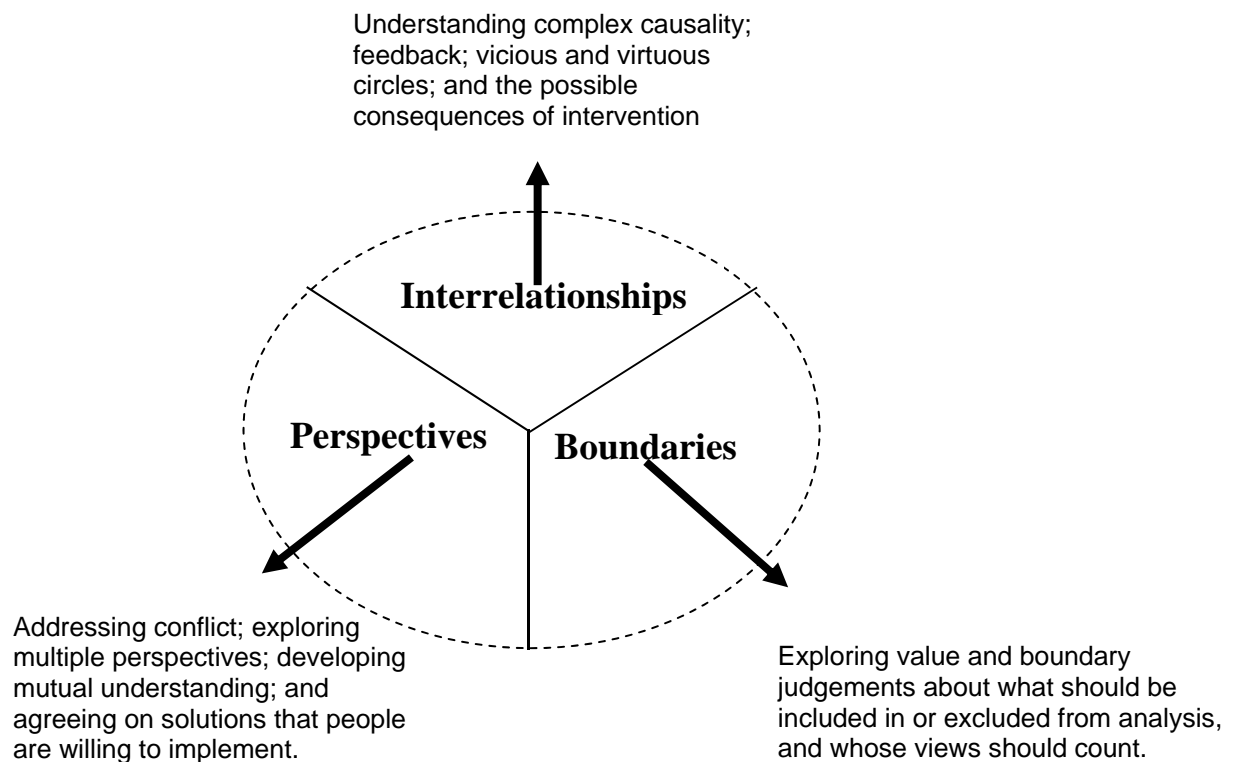 Understanding complex causality;
feedback; vicious and virtuous
circles; and the possible
consequences of intervention
Interrelationships
Perspectives
Boundaries
Addressing conflict; exploring
multiple perspectives; developing
mutual understanding; and
agreeing on solutions that people
are willing to implement.
Exploring value and boundary
judgements about what should be
included in or excluded from analysis,
and whose views should count.